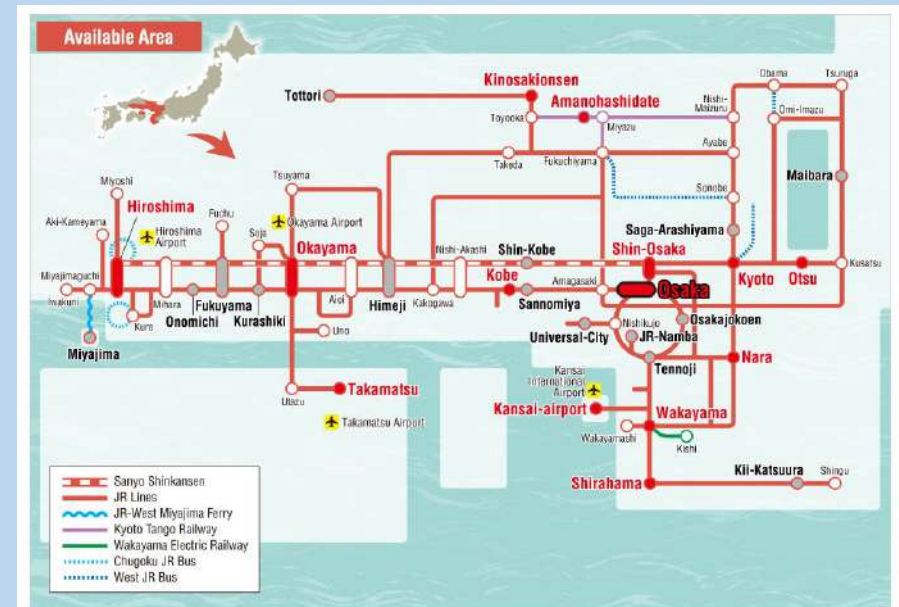 Available Area
Kinosakionsen
Tottori
Amanohashidate
Obama
Tsuruga
Nishi-
Maizuru
Omi-Imazu
Toyooka
Miyazu
Ayabe
Takeda
Fukuchiyama
Maibara
Tsuyama
Sonobe
Miyoshi
Hiroshima
Fuchu
Okayama Airport
Aki-Kameyama
Hiroshima
Airport
Soja
Okayama
Nishi-Akashi
Shin-Kobe
Saga-Arashiyama
Shin-Osaka
Miyajimaguchi
Kobe
Amagasaki
Kyoto
Otsu
Kusatsu
Iwakuni
Mihara
Fukuyama
Aioi
Himeji
Kakogawa
Sannomiya
Osaka
Onomichi
Kurashiki
Kure
Uno
Universal-City
Nishikujo
Osakajokoen
JR-Namba
Miyajima
Tennoji
Nara
Kansai
International
Airport
Takamatsu
Utazu
Kansai-airport
Wakayama
Takamatsu Airport
Wakayamashi
Kishi
Kii-Katsuura
Shingu
Shirahama
Sanyo Shinkansen
JR Lines
JR-West Miyajima Ferry
Kyoto Tango Railway
Wakayama Electric Railway
Chugoku JR Bus
West JR Bus